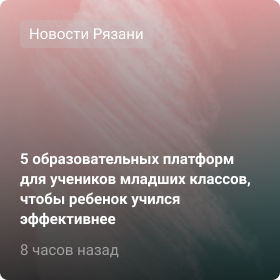 Новости Рязани
5 образовательных платформ
для учеников младших классов,
чтобы ребенок учился
эффективнее
8 часов назад